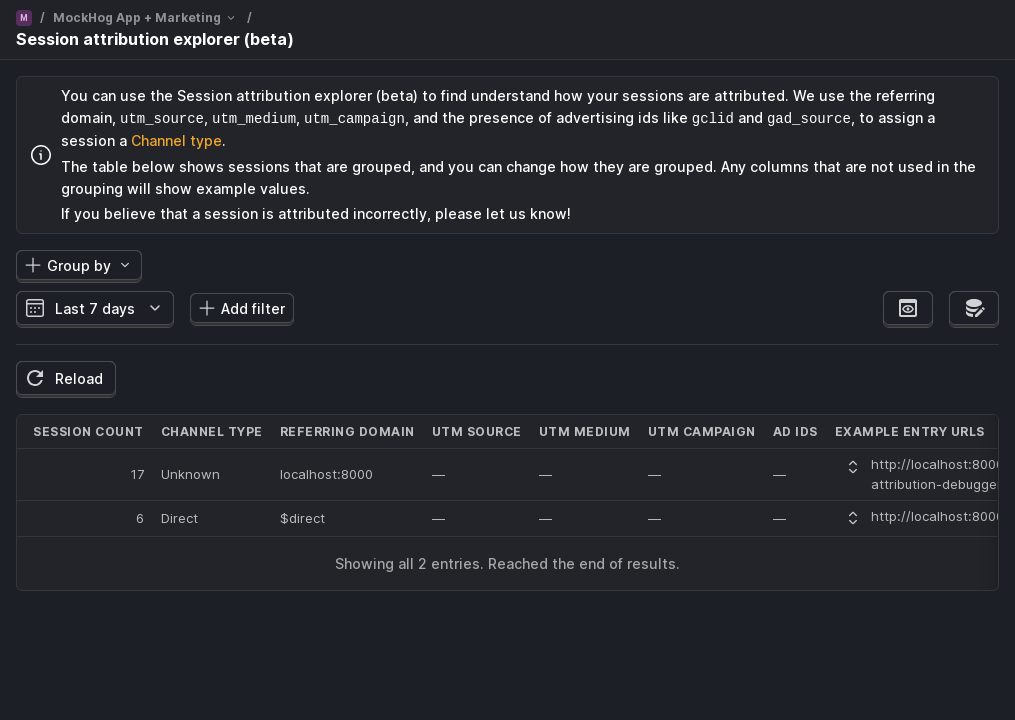 M / MockHog App + Marketing /
Session attribution explorer (beta)
You can use the Session attribution explorer (beta) to find understand how your sessions are attributed. We use the referring
domain, utm_source, utm_medium, utm_campaign, and the presence of advertising ids like gclid and gad_source, to assign a
session a Channel type.
The table below shows sessions that are grouped, and you can change how they are grouped. Any columns that are not used in the
grouping will show example values.
If you believe that a session is attributed incorrectly, please let us know!
Group by
Last 7 days Add filter
Reload
SESSION COUNT CHANNEL TYPE REFERRING DOMAIN UTM SOURCE UTM MEDIUM UTM CAMPAIGN AD IDS EXAMPLE ENTRY URLS
17 Unknown localhost:8000 — — — — http://localhost:8000
attribution-debugge
6 Direct $direct — — — — http://localhost:8000
Showing all 2 entries. Reached the end of results.